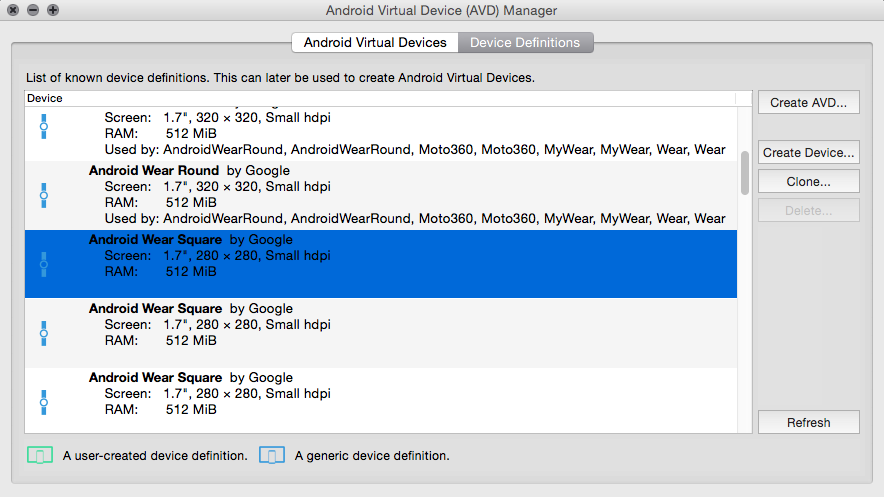 Android Virtual Device (AVD) Manager
Android Virtual Devices
Device Definitions
List of known device definitions. This can later be used to create Android Virtual Devices.
Device
Screen: 1.7", 320 × 320, Small hdpi
RAM: 512 MiB
Used by: AndroidWearRound, AndroidWearRound, Moto360, Moto360, MyWear, MyWear, Wear, Wear
Android Wear Round by Google
Screen: 1.7", 320 × 320, Small hdpi
RAM: 512 MiB
Used by: AndroidWearRound, AndroidWearRound, Moto360, Moto360, MyWear, MyWear, Wear, Wear
Android Wear Square by Google
Screen: 1.7", 280 × 280, Small hdpi
RAM: 512 MiB
Android Wear Square by Google
Screen: 1.7", 280 × 280, Small hdpi
RAM: 512 MiB
Android Wear Square by Google
Screen: 1.7", 280 × 280, Small hdpi
RAM: 512 MiB
Create AVD...
Create Device...
Clone...
Delete...
Refresh
A user-created device definition.
A generic device definition.